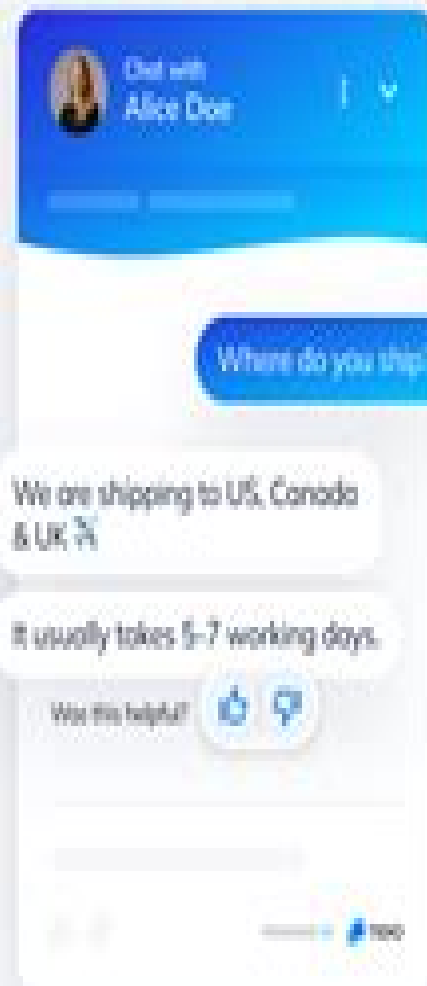 Chat with
Alice Doe
Where do you ship?
We are shipping to US, Canada
& UK ✈
It usually takes 5-7 working days.
Was this helpful?